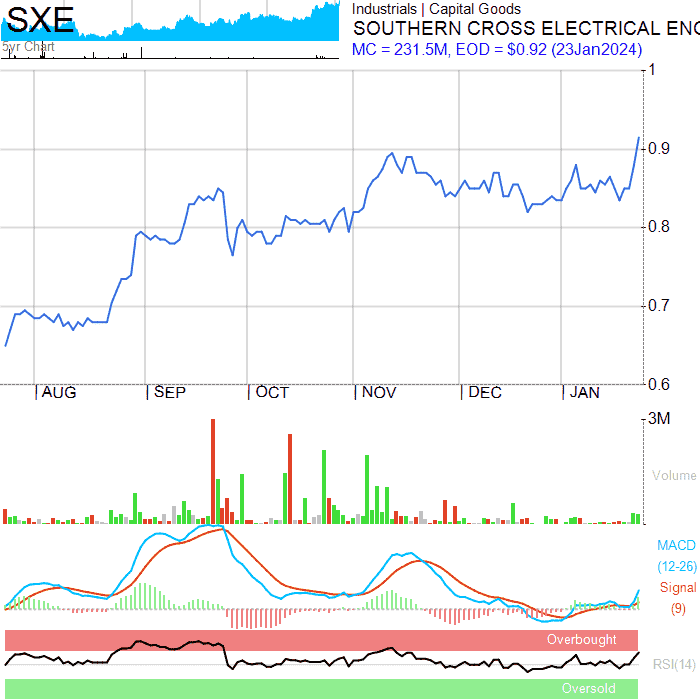 SXE
5yr Chart
Industrials | Capital Goods
SOUTHERN CROSS ELECTRICAL ENG
MC = 231.5M, EOD = $0.92 (23Jan2024)
1
0.9
0.8
0.7
0.6
AUG SEP OCT NOV DEC JAN
3M
Volume
MACD
(12-26)
Signal
(9)
Overbought
RSI(14)
Oversold